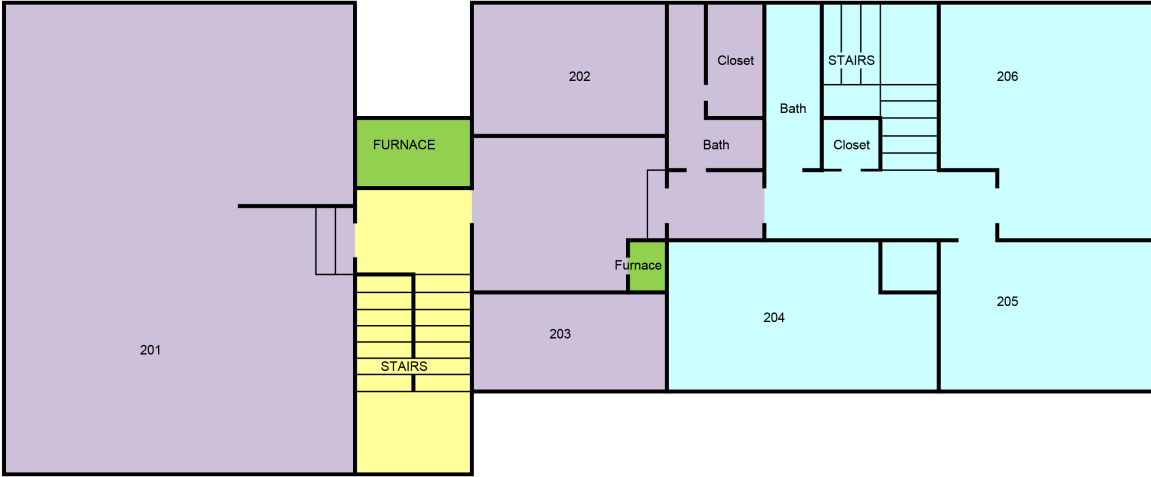 Closet
STAIRS
202
206
Bath
FURNACE
Bath
Closet
Furnace
205
204
203
201
STAIRS